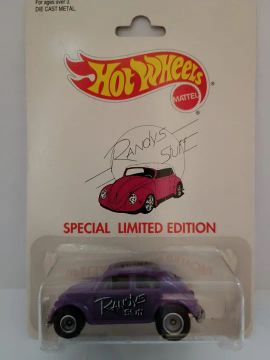 For ages over 3
DIE CAST METAL
Hot Wheels
MATTEL
RANDYS
STUFF
SPECIAL LIMITED EDITION
RANDYS
STUFF